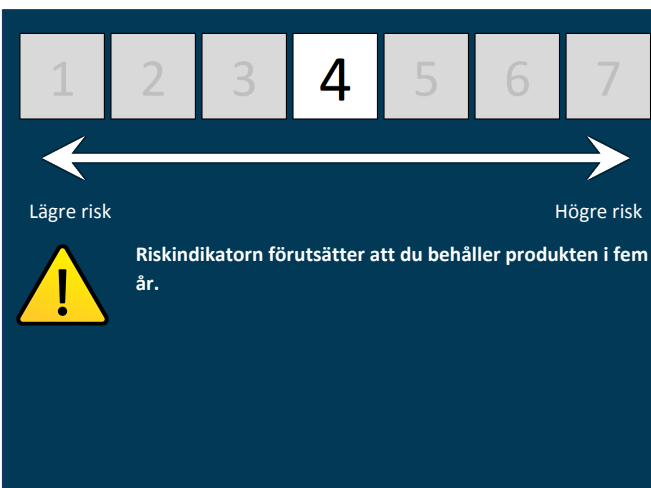 1 2 3 4 5 6 7
Lägre risk Högre risk
Riskindikatorn förutsätter att du behåller produkten i fem
år.